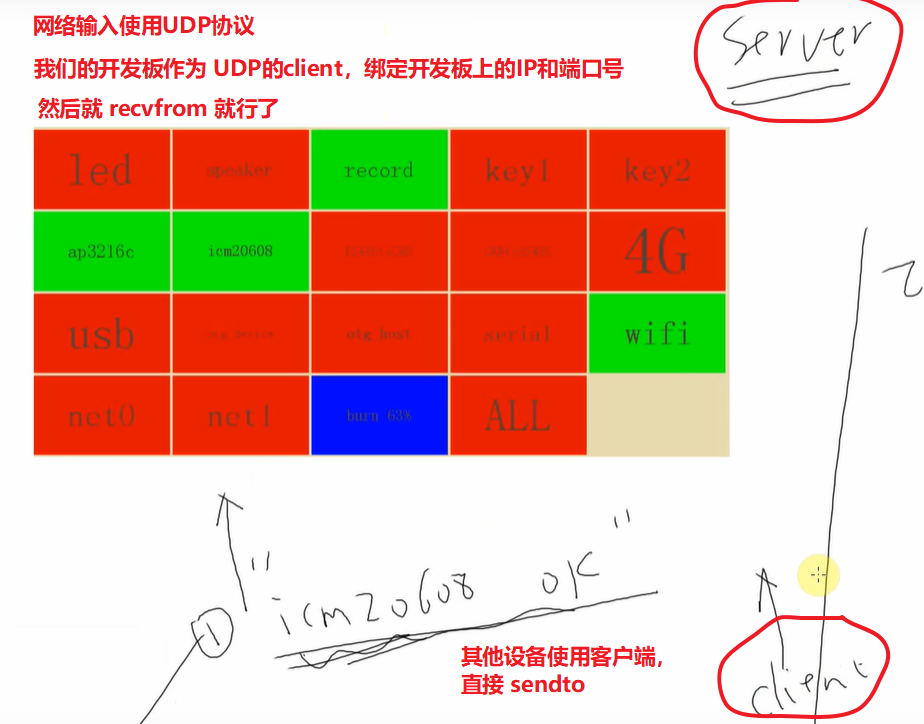 网络输入使用UDP协议
Server
我们的开发板作为 UDP的client，绑定开发板上的IP和端口号
然后就 recvfrom 就行了
led speaker record key1 key2
ap3216c icm20608 4G
usb otg device otg host serial wifi
net0 net1 burn 63% ALL
① "icm20608 ok"
其他设备使用客户端，
直接 sendto
client